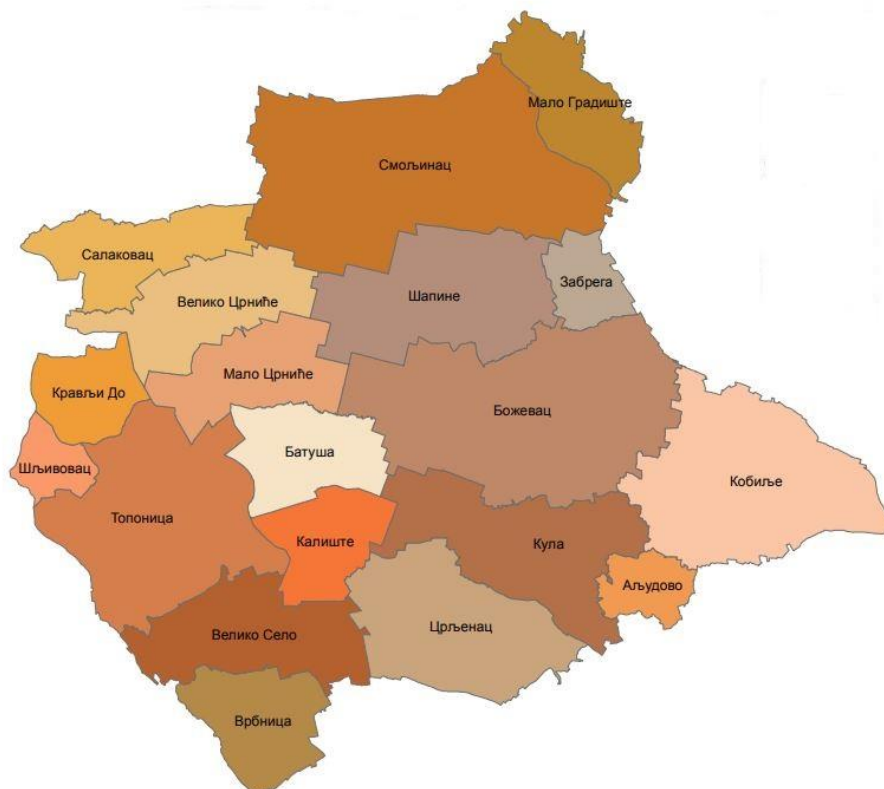 Мало Градиште
Смољинац
Салаковац
Забрега
Велико Црниће
Шапине
Мало Црниће
Крављи До
Божевац
Батуша
Шљивовац
Кобиље
Топоница
Калиште
Кула
Аљудово
Велико Село
Црљенац
Врбница